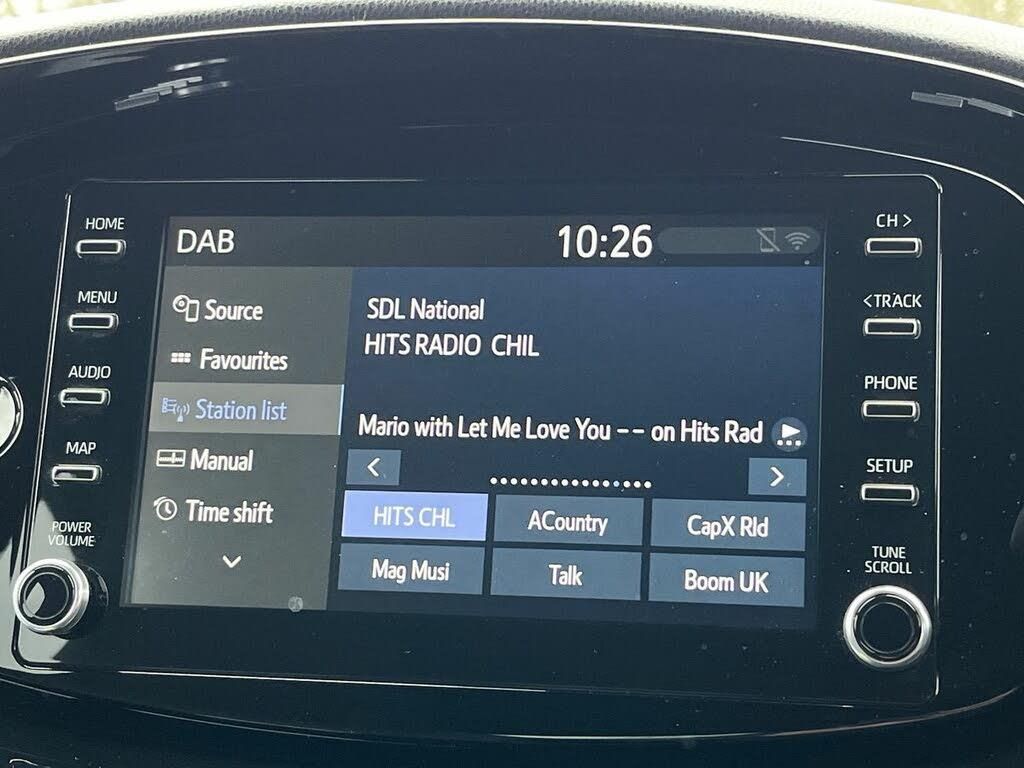 HOME
MENU
AUDIO
MAP
POWER
VOLUME
DAB
10:26
Source
Favourites
Station list
Manual
Time shift
SDL National
HITS RADIO CHIL
Mario with Let Me Love You -- on Hits Rad
<
>
HITS CHL
ACountry
CapX Rld
Mag Musi
Talk
Boom UK
CH >
<TRACK
PHONE
SETUP
TUNE
SCROLL